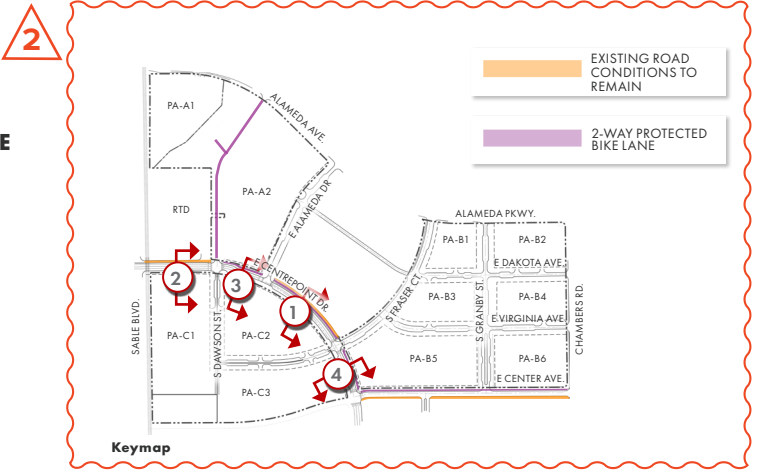 2
E
EXISTING ROAD
CONDITIONS TO
REMAIN
2-WAY PROTECTED
BIKE LANE
ALAMEDA AVE.
PA-A1
PA-A2
RTD
E ALAMEDA DR
ALAMEDA PKWY.
PA-B1
PA-B2
E DAKOTA AVE.
E CENTREPOINT DR.
2
3
1
4
S FRASER CT.
PA-B3
S GRANBY ST.
PA-B4
CHAMBERS RD.
E VIRGINIA AVE.
SABLE BLVD.
PA-C1
S DAWSON ST.
PA-C2
PA-B5
PA-B6
E CENTER AVE.
PA-C3
Keymap